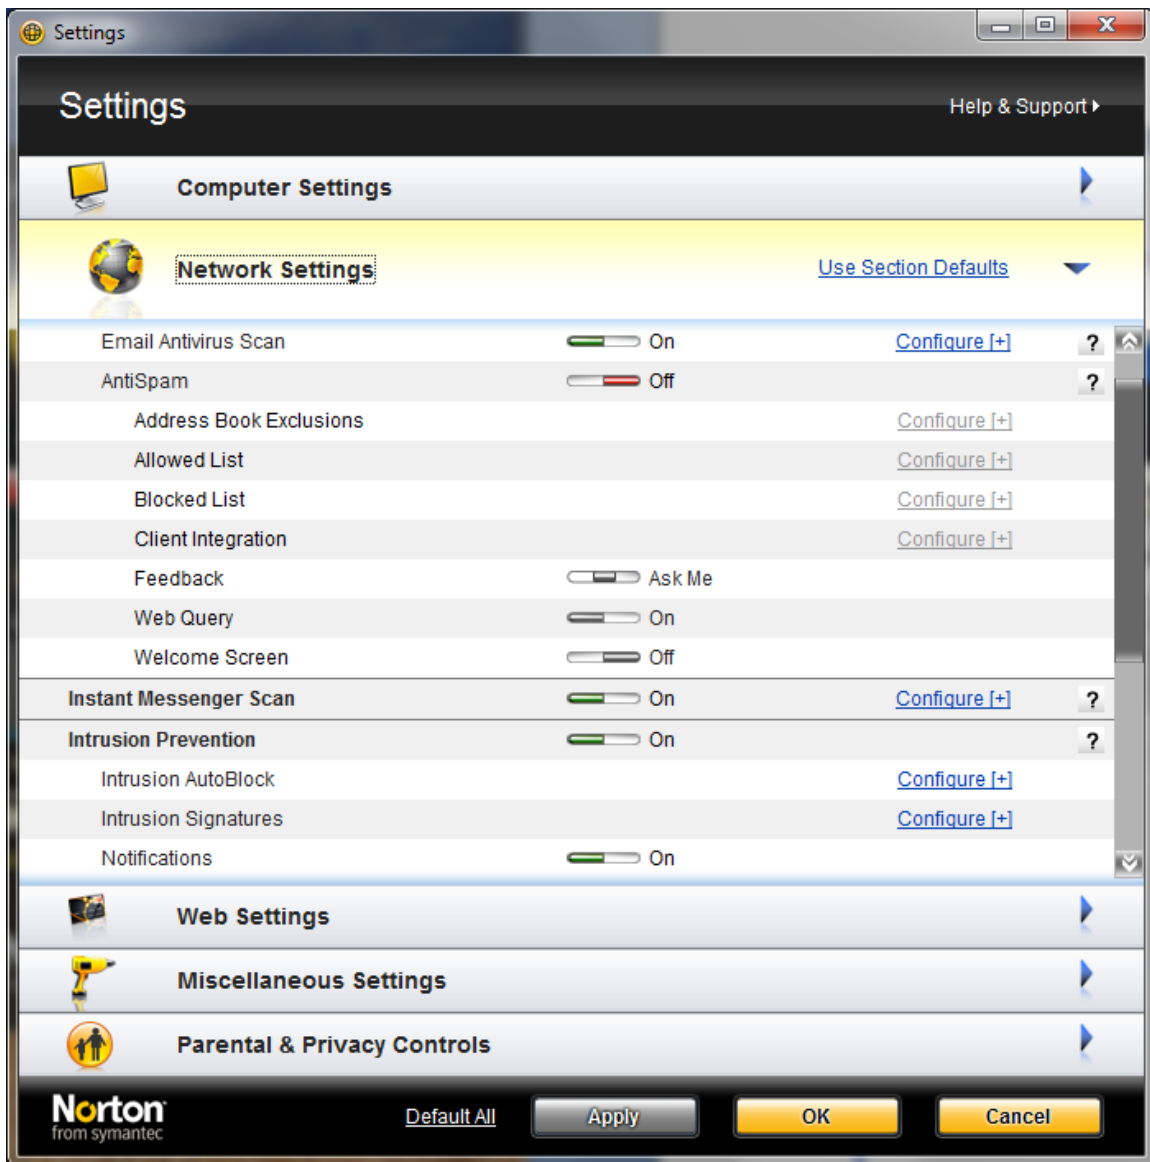 Settings
Settings
Help & Support
Computer Settings
Network Settings Use Section Defaults
Email Antivirus Scan On Configure [+] ?
AntiSpam Off ?
Address Book Exclusions Configure [+]
Allowed List Configure [+]
Blocked List Configure [+]
Client Integration Configure [+]
Feedback Ask Me
Web Query On
Welcome Screen Off
Instant Messenger Scan On Configure [+] ?
Intrusion Prevention On ?
Intrusion AutoBlock Configure [+]
Intrusion Signatures Configure [+]
Notifications On
Web Settings
Miscellaneous Settings
Parental & Privacy Controls
Norton
from symantec
Default All Apply OK Cancel